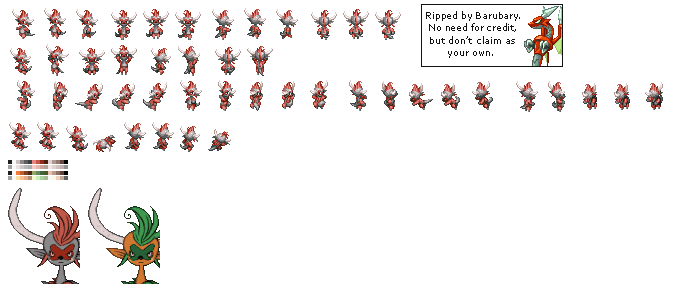 Ripped by Barubary.
No need for credit,
but don't claim as
your own.